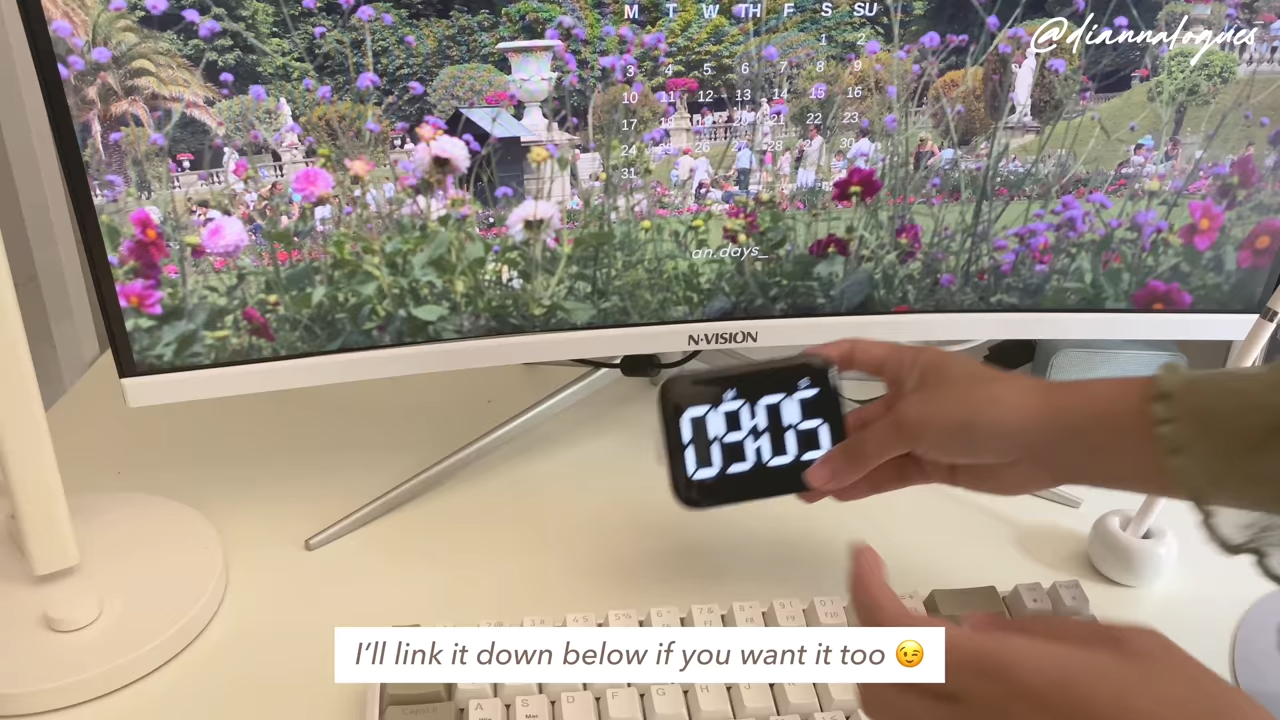 @diannalogues
M T W TH F S SU
1 2
3 4 5 6 7 8 9
10 11 12 13 14 15 16
17 18 19 20 21 22 23
24 25 26 27 28 29 30
31
an.days_
N·VISION
09:05
I'll link it down below if you want it too 😉
A S D F G H J K